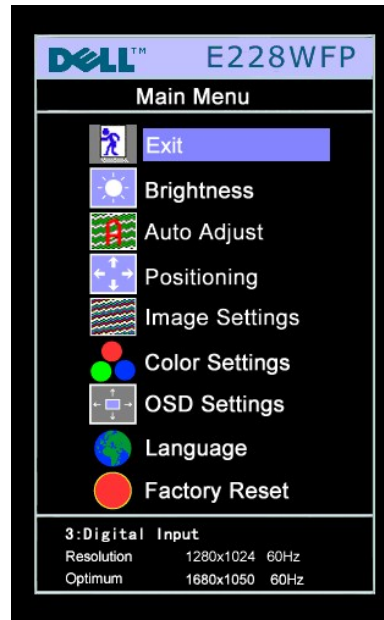 DELL™ E228WFP
Main Menu
Exit
Brightness
Auto Adjust
Positioning
Image Settings
Color Settings
OSD Settings
Language
Factory Reset
3:Digital Input
Resolution 1280x1024 60Hz
Optimum 1680x1050 60Hz